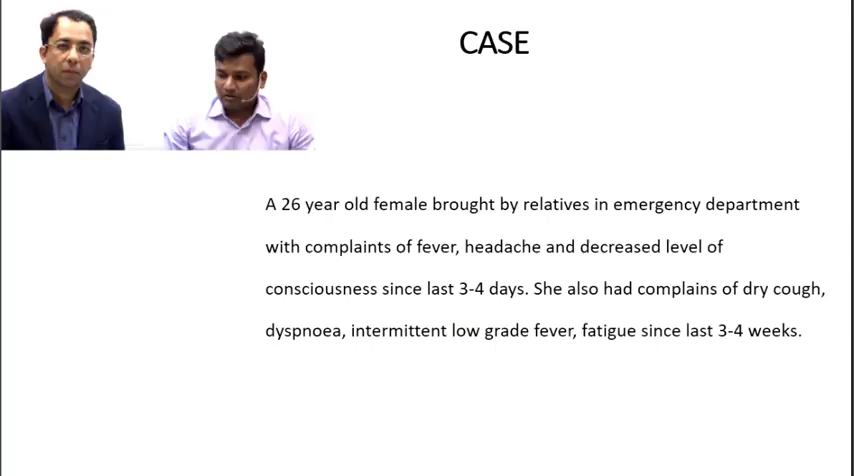 CASE
A 26 year old female brought by relatives in emergency department
with complaints of fever, headache and decreased level of
consciousness since last 3-4 days. She also had complains of dry cough,
dyspnoea, intermittent low grade fever, fatigue since last 3-4 weeks.